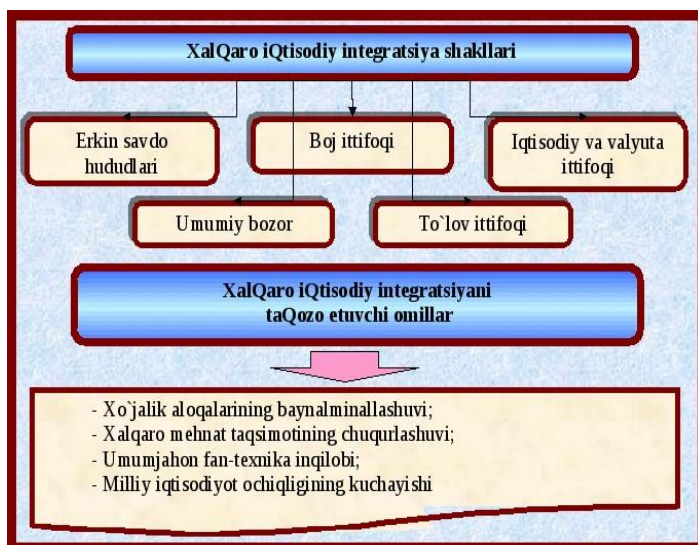 XalQaro iQtisodiy integratsiya shakllari
Erkin savdo
hududlari
Boj ittifoqi
Iqtisodiy va valyuta
ittifoqi
Umumiy bozor
To`lov ittifoqi
XalQaro iQtisodiy integratsiyani
taQozo etuvchi omillar
- Xo`jalik aloqalarining baynalminallashuvi;
- Xalqaro mehnat taqsimotining chuqurlashuvi;
- Umumjahon fan-texnika inqilobi;
- Milliy iqtisodiyot ochiqligining kuchayishi